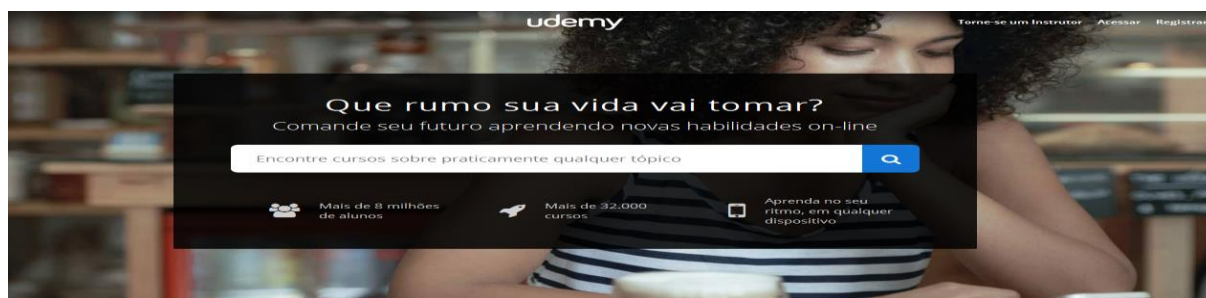 udemy
Torne-se um Instrutor Acessar Registrar
Que rumo sua vida vai tomar?
Comande seu futuro aprendendo novas habilidades on-line
Encontre cursos sobre praticamente qualquer tópico
Mais de 8 milhões
de alunos
Mais de 32.000
cursos
Aprenda no seu
ritmo, em qualquer
dispositivo